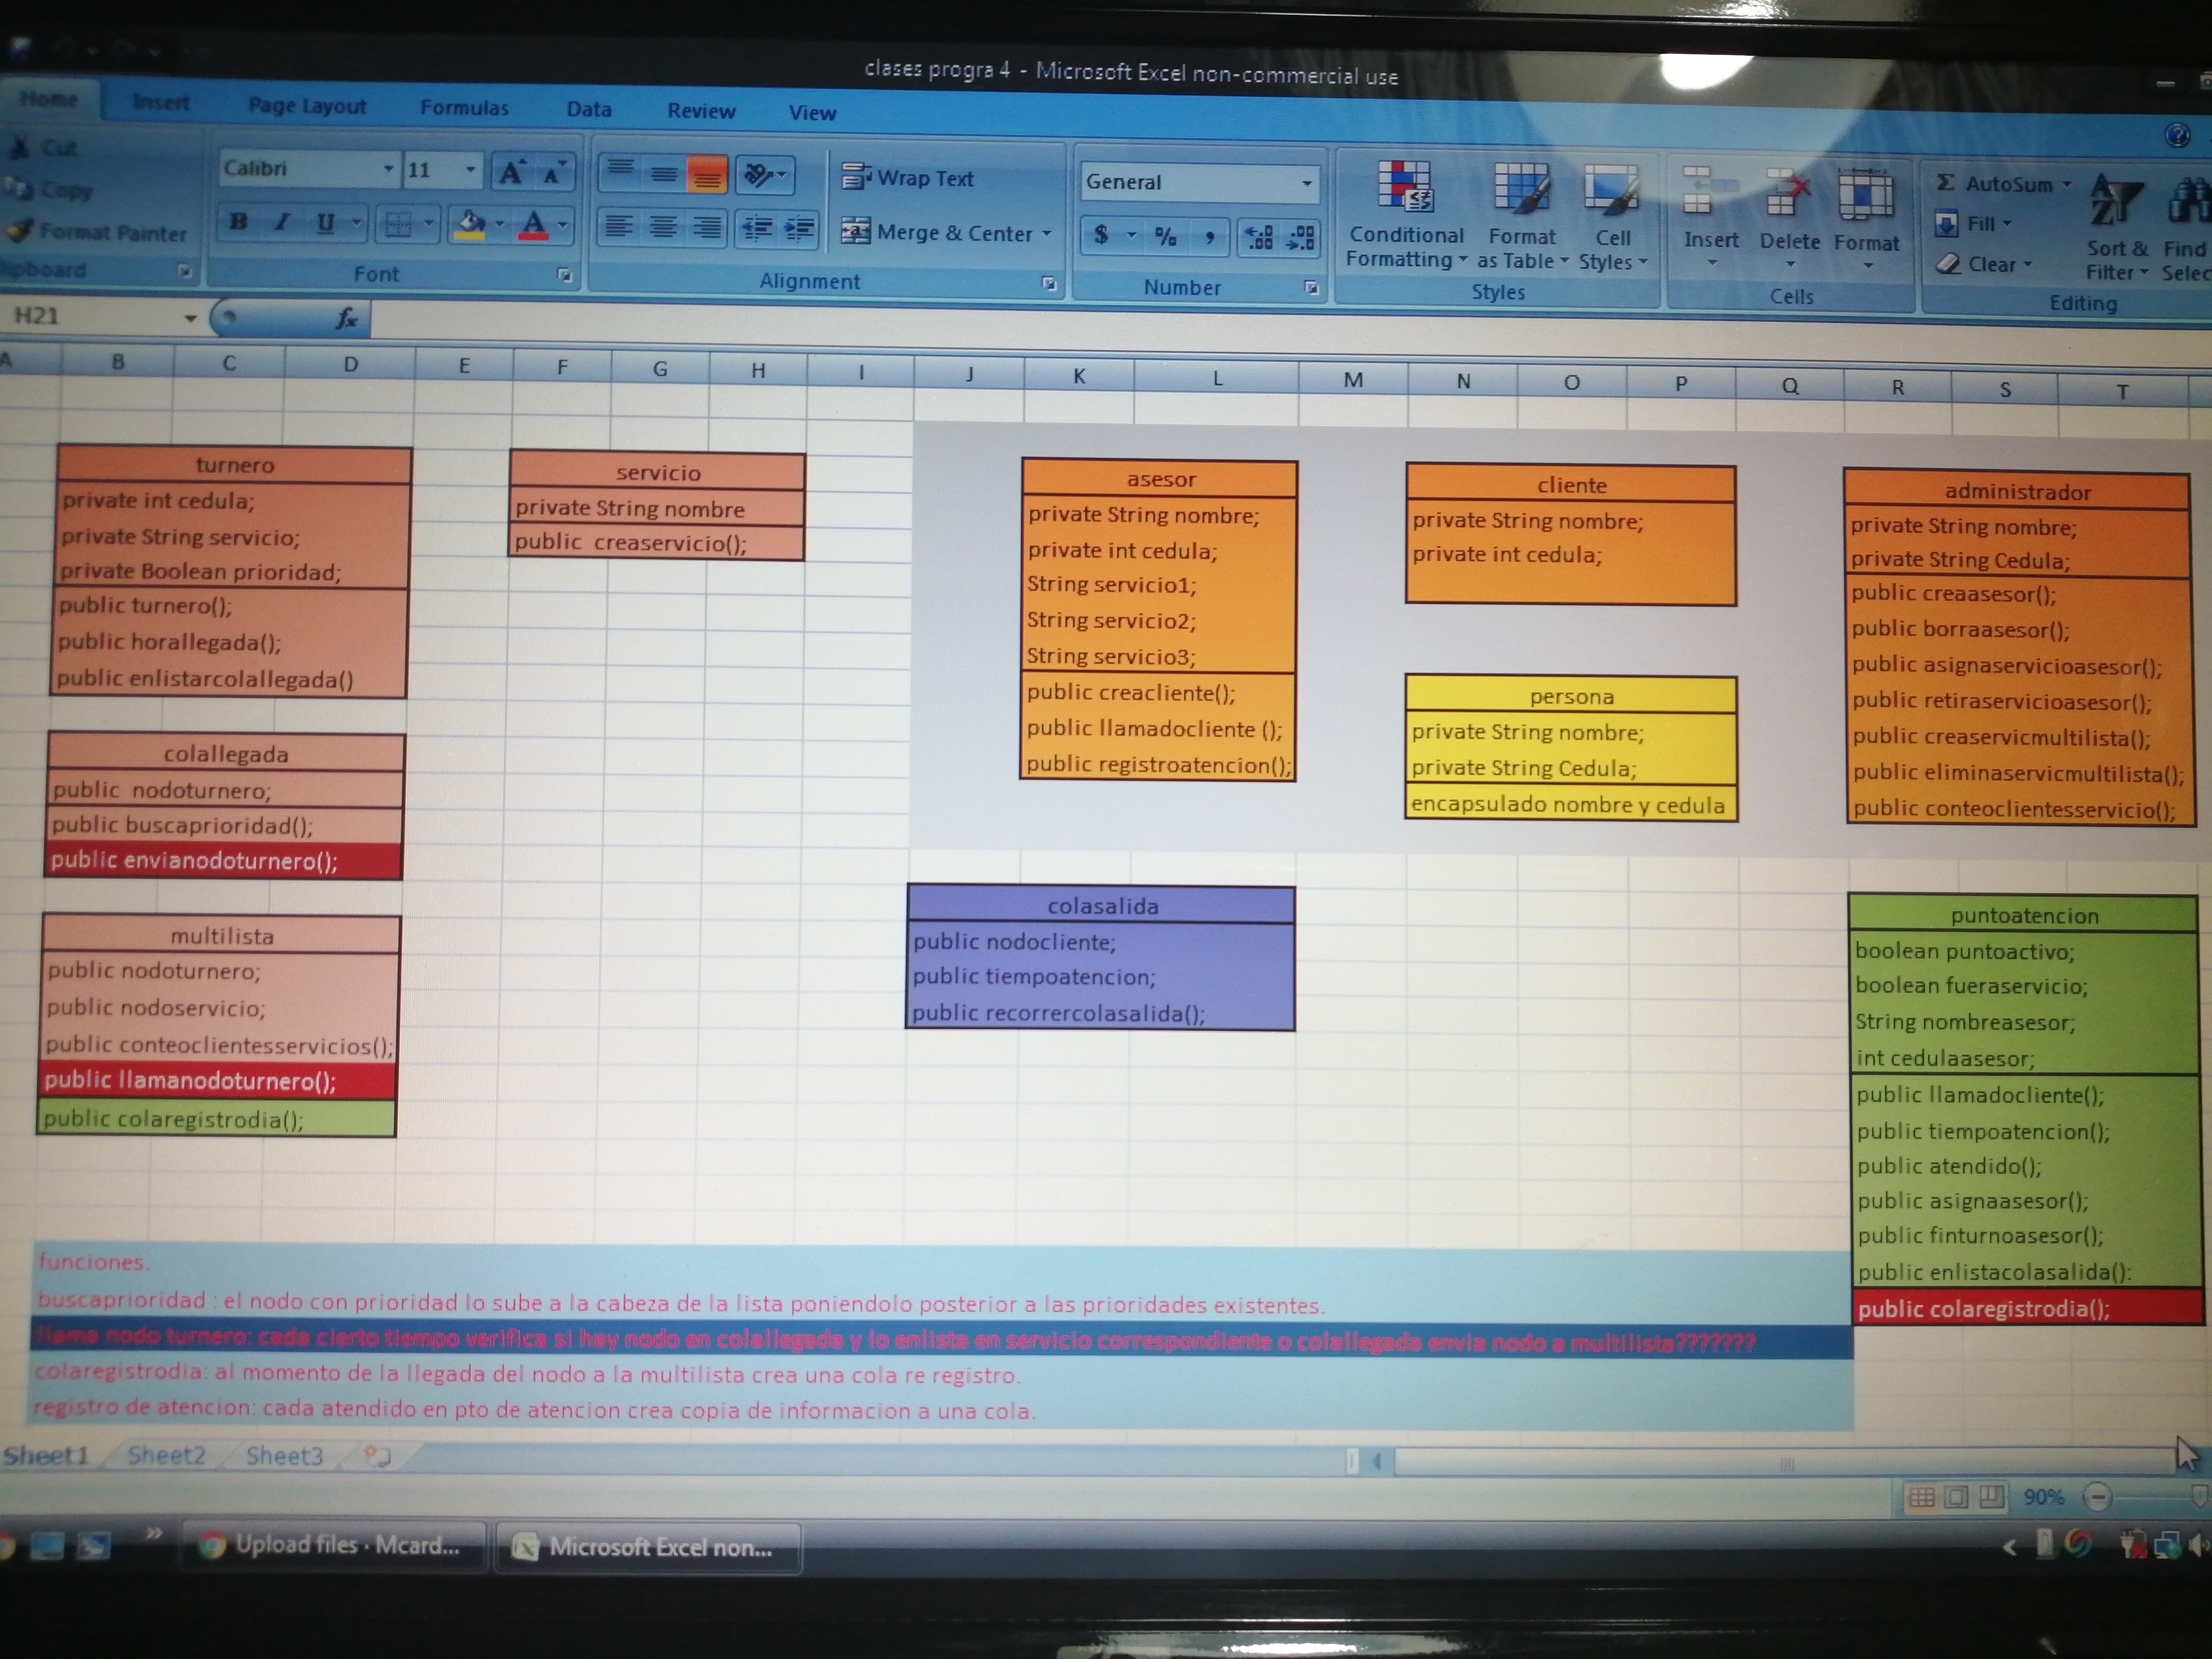 clases progra 4 - Microsoft Excel non-commercial use
Home Insert Page Layout Formulas Data Review View
Cut
Copy
Format Painter
Calibri 11
B I U
Font
Wrap Text
Merge & Center
Alignment
General
$ % ,
Number
Conditional Formatting
Format as Table
Cell Styles
Styles
Insert Delete Format
Cells
Σ AutoSum
Fill
Clear
Sort & Filter
Find
Editing
H21
fx
A B C D E F G H I J K L M N O P Q R S T
turnero
private int cedula;
private String servicio;
private Boolean prioridad;
public turnero();
public horallegada();
public enlistarcolallegada()
servicio
private String nombre
public creaservicio();
asesor
private String nombre;
private int cedula;
String servicio1;
String servicio2;
String servicio3;
public creacliente();
public llamadocliente ();
public registroatencion();
cliente
private String nombre;
private int cedula;
administrador
private String nombre;
private String Cedula;
public creaasesor();
public borraasesor();
public asignaservicioasesor();
public retiraservicioasesor();
public creaservicmultilista();
public eliminaservicmultilista();
public conteoclientesservicio();
persona
private String nombre;
private String Cedula;
encapsulado nombre y cedula
colallegada
public nodoturnero;
public buscaprioridad();
public envianodoturnero();
multilista
public nodoturnero;
public nodoservicio;
public conteoclientesservicios();
public llamanodoturnero();
public colaregistrodia();
colasalida
public nodocliente;
public tiempoatencion;
public recorrercolasalida();
puntoatencion
boolean puntoactivo;
boolean fueraservicio;
String nombreasesor;
int cedulaasesor;
public llamadocliente();
public tiempoatencion();
public atendido();
public asignaasesor();
public finturnoasesor();
public enlistacolasalida():
public colaregistrodia();
funciones.
buscaprioridad : el nodo con prioridad lo sube a la cabeza de la lista poniendolo posterior a las prioridades existentes.
llama nodo turnero: cada cierto tiempo verifica si hay nodo en colallegada y lo enlista en servicio correspondiente o colallegada envia nodo a multilista???????
colaregistrodia: al momento de la llegada del nodo a la multilista crea una cola re registro.
registro de atencion: cada atendido en pto de atencion crea copia de informacion a una cola.
Sheet1 Sheet2 Sheet3
90%
Upload files · Mcard...
Microsoft Excel non...